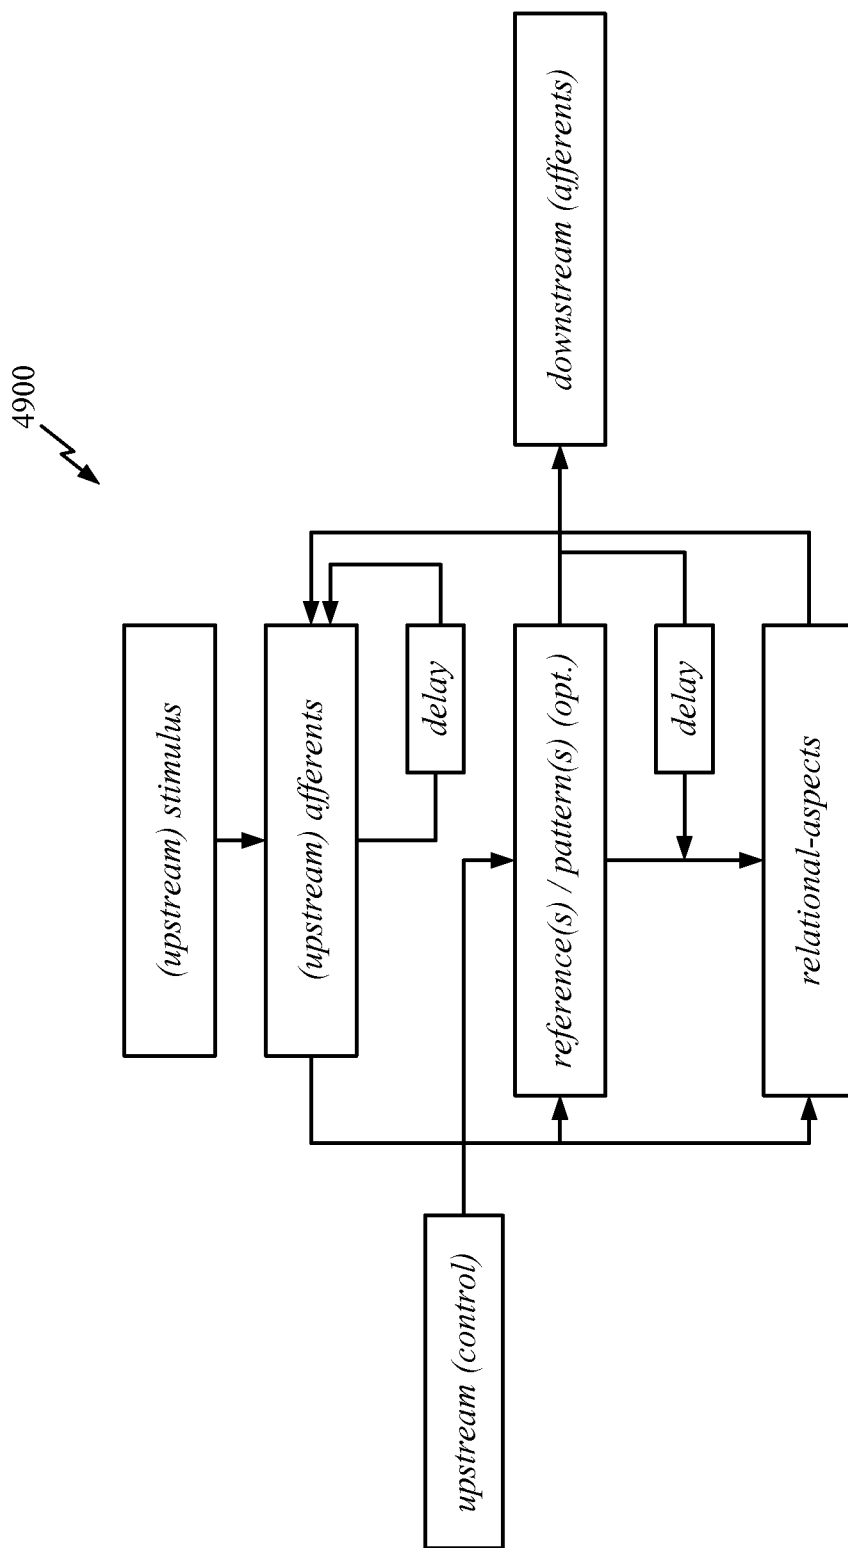 4900
(upstream) stimulus
(upstream) afferents
delay
upstream (control)
reference(s) / pattern(s) (opt.)
downstream (afferents)
delay
relational-aspects